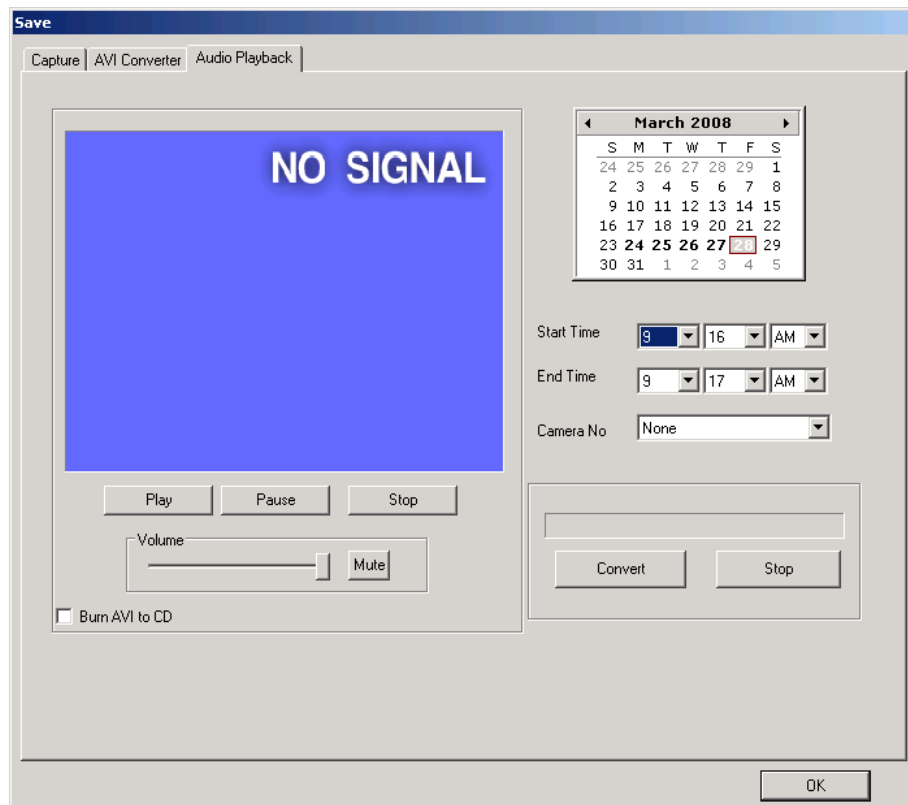 Save
Capture AVI Converter Audio Playback
NO SIGNAL
March 2008
S M T W T F S
24 25 26 27 28 29 1
2 3 4 5 6 7 8
9 10 11 12 13 14 15
16 17 18 19 20 21 22
23 24 25 26 27 28 29
30 31 1 2 3 4 5
Start Time 9 16 AM
End Time 9 17 AM
Camera No None
Play Pause Stop
Volume
Mute
Burn AVI to CD
Convert Stop
OK